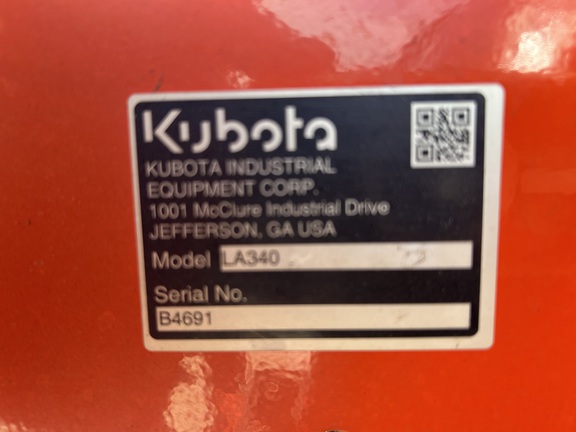 Kubota
KUBOTA INDUSTRIAL
EQUIPMENT CORP.
1001 McClure Industrial Drive
JEFFERSON, GA USA
Model LA340
Serial No.
B4691